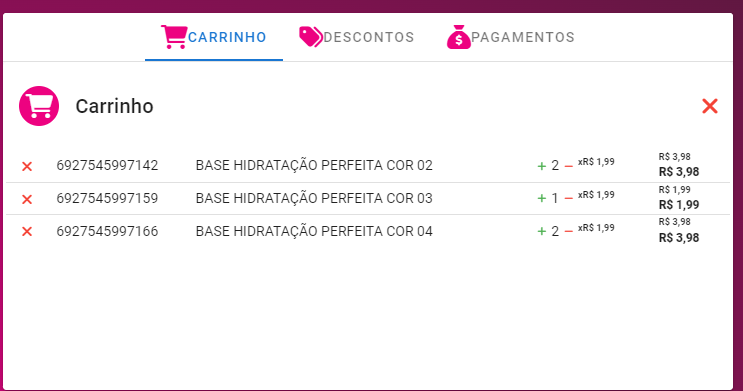 CARRINHO DESCONTOS PAGAMENTOS
Carrinho
6927545997142 BASE HIDRATAÇÃO PERFEITA COR 02 + 2 − xR$ 1,99 R$ 3,98
R$ 3,98
6927545997159 BASE HIDRATAÇÃO PERFEITA COR 03 + 1 − xR$ 1,99 R$ 1,99
R$ 1,99
6927545997166 BASE HIDRATAÇÃO PERFEITA COR 04 + 2 − xR$ 1,99 R$ 3,98
R$ 3,98